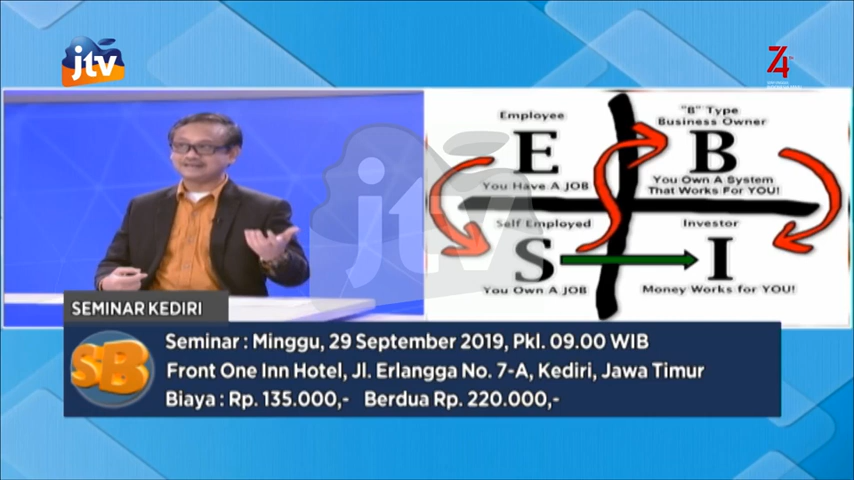 jtv
74
Employee
E
You Have A JOB
"B" Type
Business Owner
B
You Own A System
That Works For YOU!
Self Employed
S
You Own A JOB
Investor
I
Money Works for YOU!
jtv
SEMINAR KEDIRI
SB
Seminar : Minggu, 29 September 2019, Pkl. 09.00 WIB
Front One Inn Hotel, Jl. Erlangga No. 7-A, Kediri, Jawa Timur
Biaya : Rp. 135.000,- Berdua Rp. 220.000,-